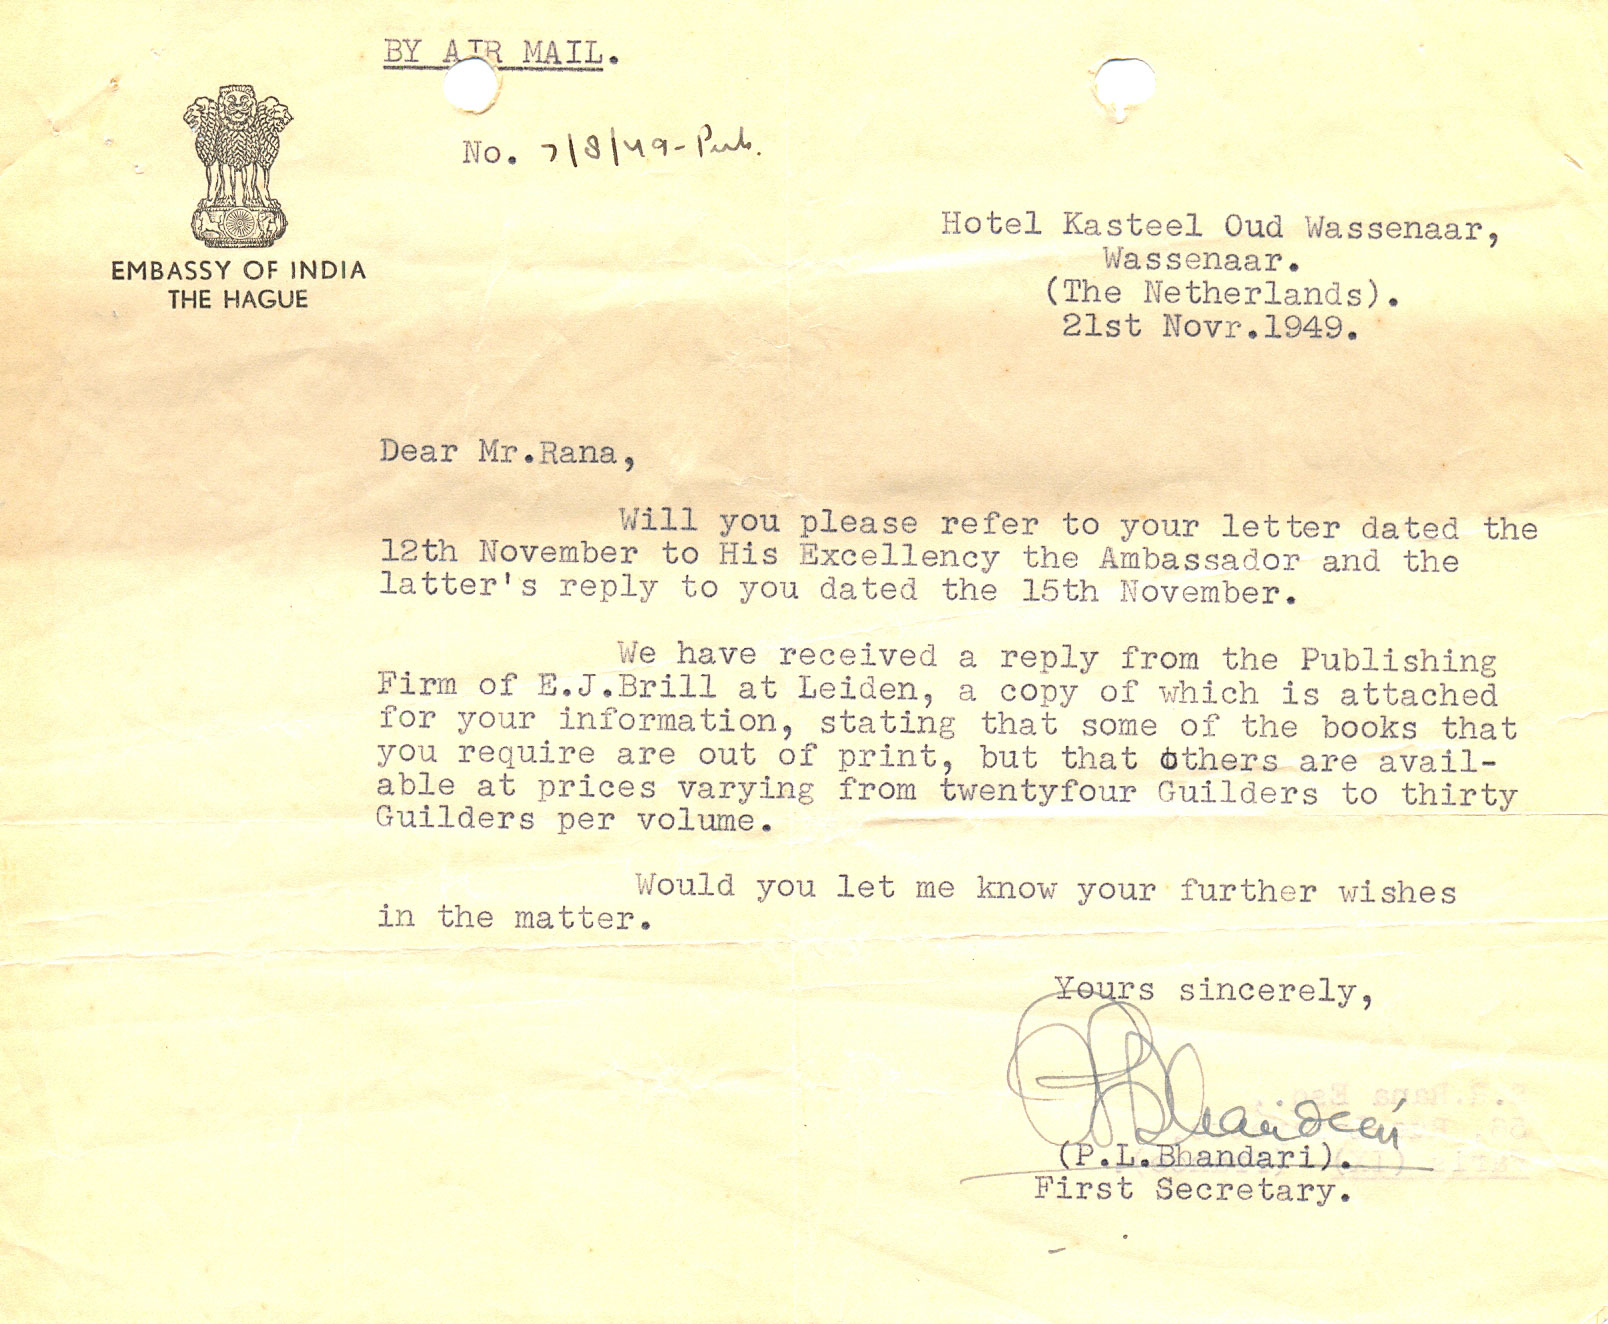 BY AIR MAIL.
No. 7/8/49-Pub.
EMBASSY OF INDIA
THE HAGUE
Hotel Kasteel Oud Wassenaar,
Wassenaar.
(The Netherlands).
21st Novr.1949.
Dear Mr.Rana,
Will you please refer to your letter dated the
12th November to His Excellency the Ambassador and the
latter's reply to you dated the 15th November.
We have received a reply from the Publishing
Firm of E.J.Brill at Leiden, a copy of which is attached
for your information, stating that some of the books that
you require are out of print, but that others are avail-
able at prices varying from twentyfour Guilders to thirty
Guilders per volume.
Would you let me know your further wishes
in the matter.
Yours sincerely,
(P.L.Bhandari).
First Secretary.